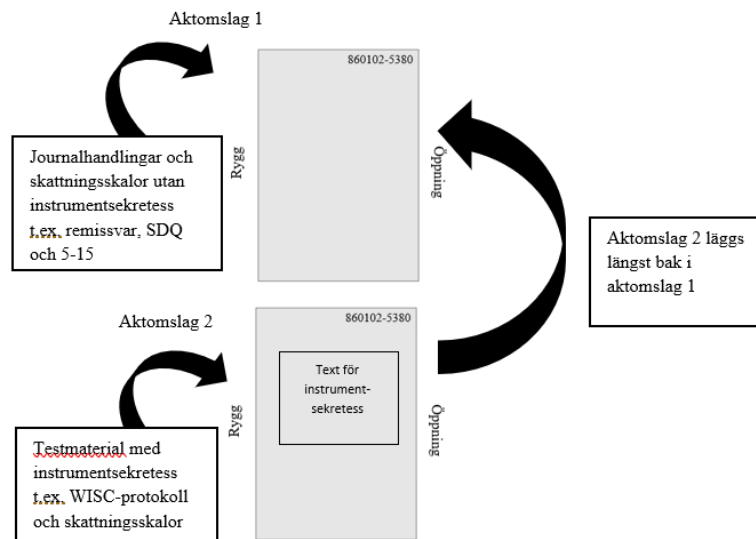 Aktomslag 1
860102-5380
Rygg
Öppning
Journalhandlingar och
skattningsskalor utan
instrumentsekretess
t.ex. remissvar, SDQ
och 5-15
Aktomslag 2 läggs
längst bak i
aktomslag 1
Aktomslag 2
860102-5380
Text för
instrument-
sekretess
Rygg
Öppning
Testmaterial med
instrumentsekretess
t.ex. WISC-protokoll
och skattningsskalor